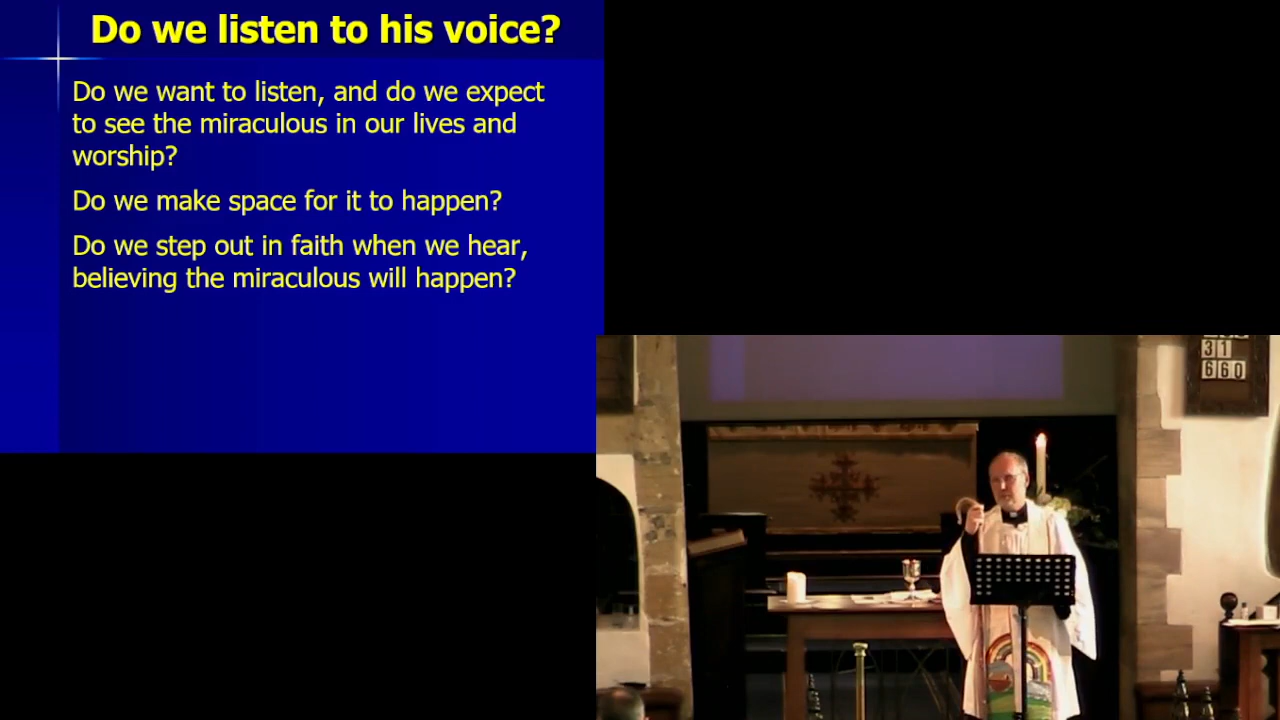 Do we listen to his voice?
Do we want to listen, and do we expect
to see the miraculous in our lives and
worship?
Do we make space for it to happen?
Do we step out in faith when we hear,
believing the miraculous will happen?
31
660